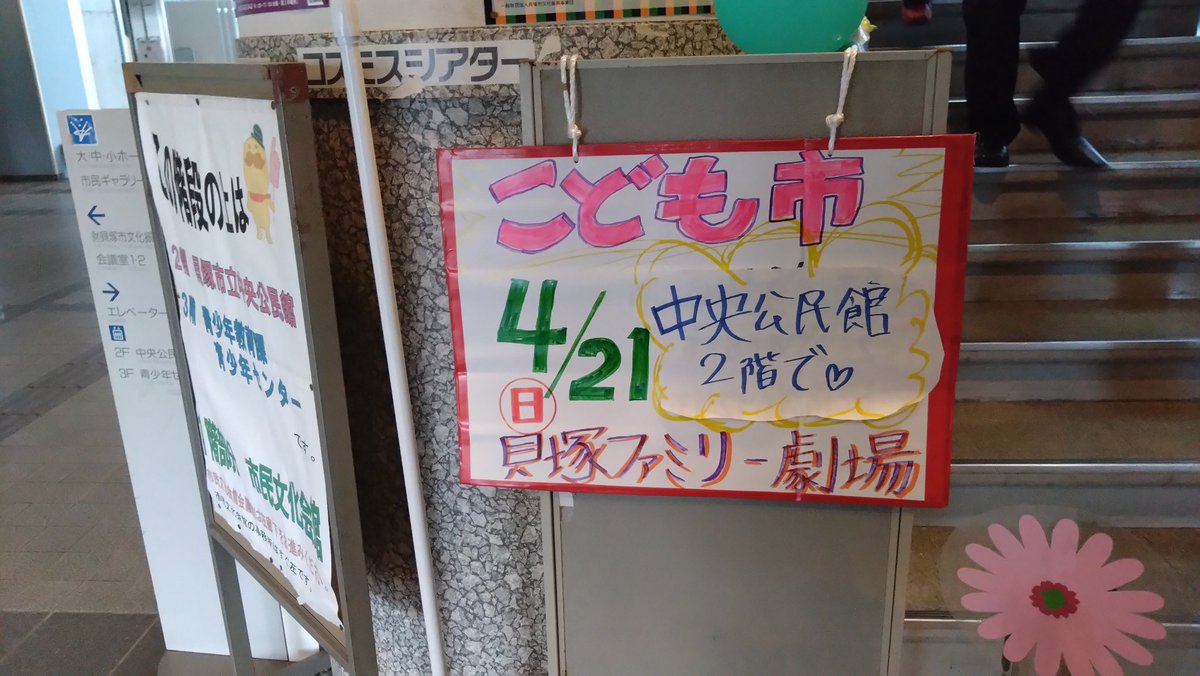 コスモスシアター
大・中・小ホー
市民ギャラリー
←
会議室1・2
→
エレベーター
2F 中央公民
3F 青少年セ
この階段の上は
2階 貝塚市立中央公民館
3階 青少年教育課
青少年センター
です。
市民文化会館
こども市
4/21
日
中央公民館
2階で♡
貝塚ファミリー劇場